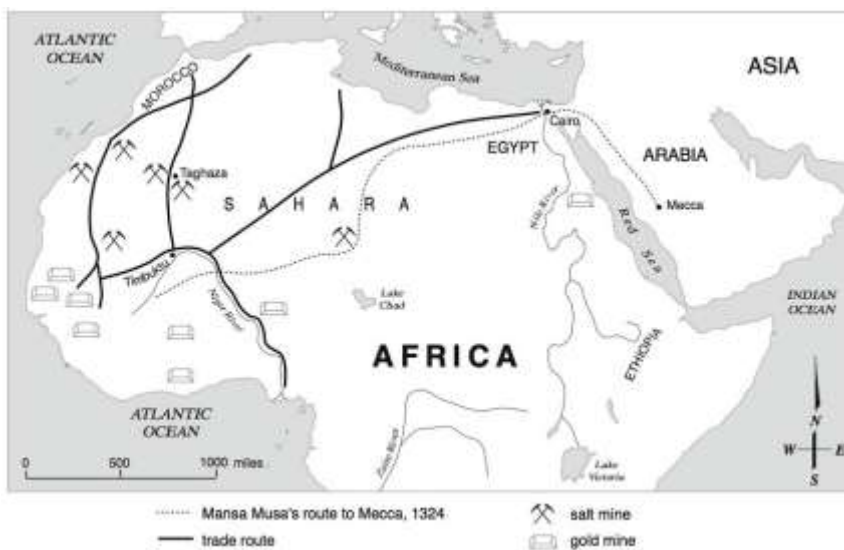 ATLANTIC
OCEAN
MOROCCO
Mediterranean Sea
ASIA
Cairo
EGYPT
ARABIA
Taghaza
SAHARA
Mecca
Nile River
Red Sea
Timbuktu
Niger River
Lake
Chad
INDIAN
OCEAN
AFRICA
ETHIOPIA
ATLANTIC
OCEAN
N
W E
S
0 500 1000 miles
Lake
Victoria
Mansa Musa's route to Mecca, 1324
salt mine
trade route
gold mine